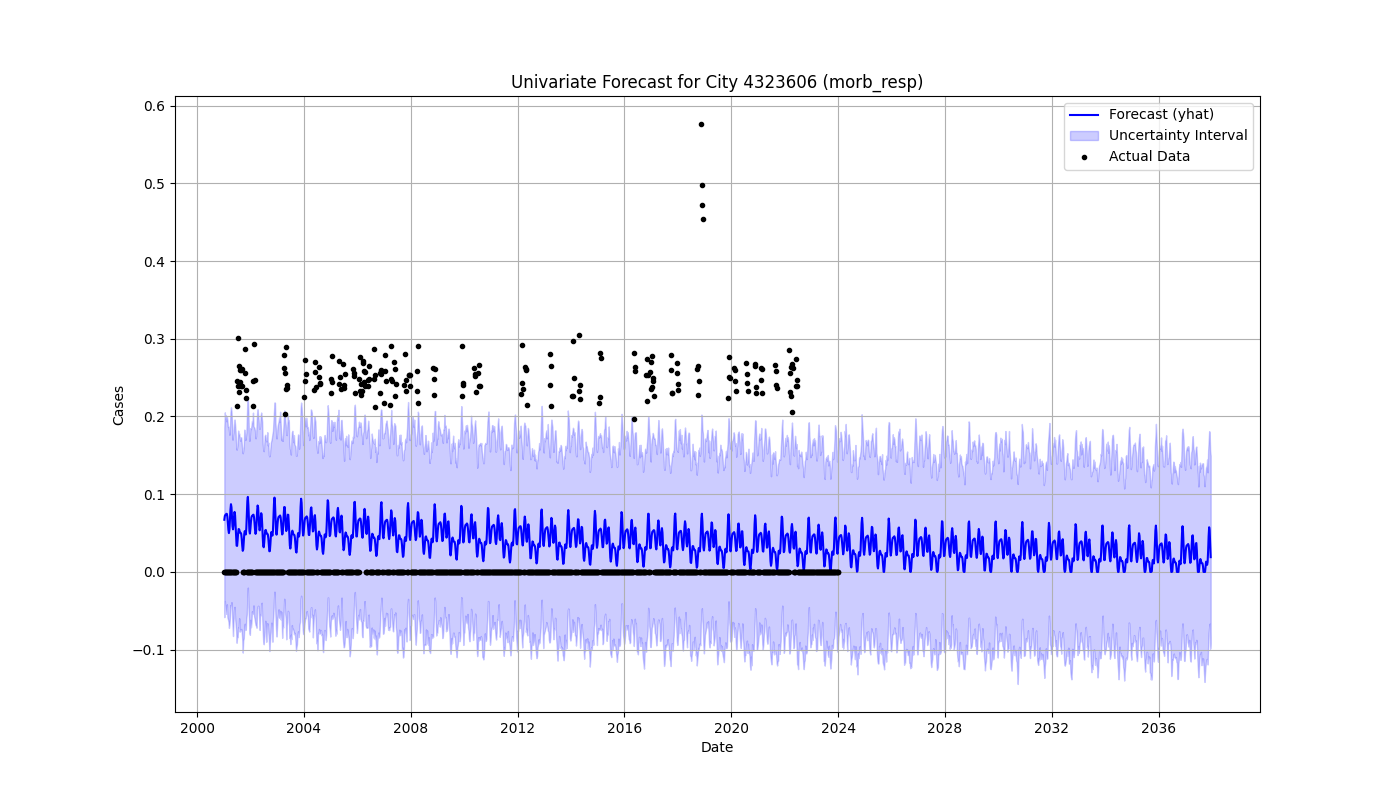 Univariate Forecast for City 4323606 (morb_resp)
Forecast (yhat)
Uncertainty Interval
Actual Data
Cases
0.6
0.5
0.4
0.3
0.2
0.1
0.0
−0.1
2000 2004 2008 2012 2016 2020 2024 2028 2032 2036
Date